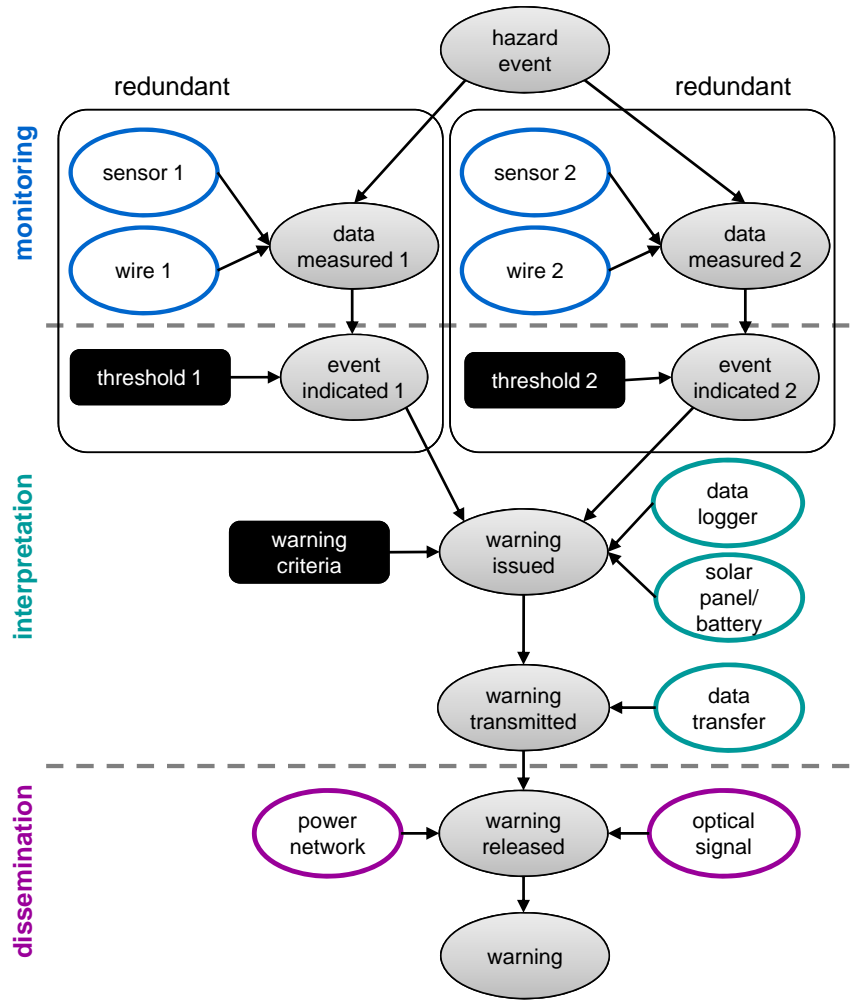 hazard
event
redundant
redundant
monitoring
sensor 1
sensor 2
data
measured 1
data
measured 2
wire 1
wire 2
threshold 1
event
indicated 1
threshold 2
event
indicated 2
interpretation
data
logger
warning
criteria
warning
issued
solar
panel/
battery
warning
transmitted
data
transfer
dissemination
power
network
warning
released
optical
signal
warning